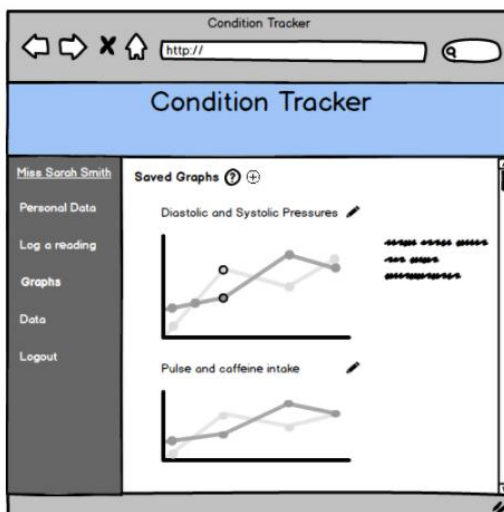 Condition Tracker
http://
Condition Tracker
Miss Sarah Smith
Personal Data
Log a reading
Graphs
Data
Logout
Saved Graphs ?
Diastolic and Systolic Pressures
Pulse and caffeine intake